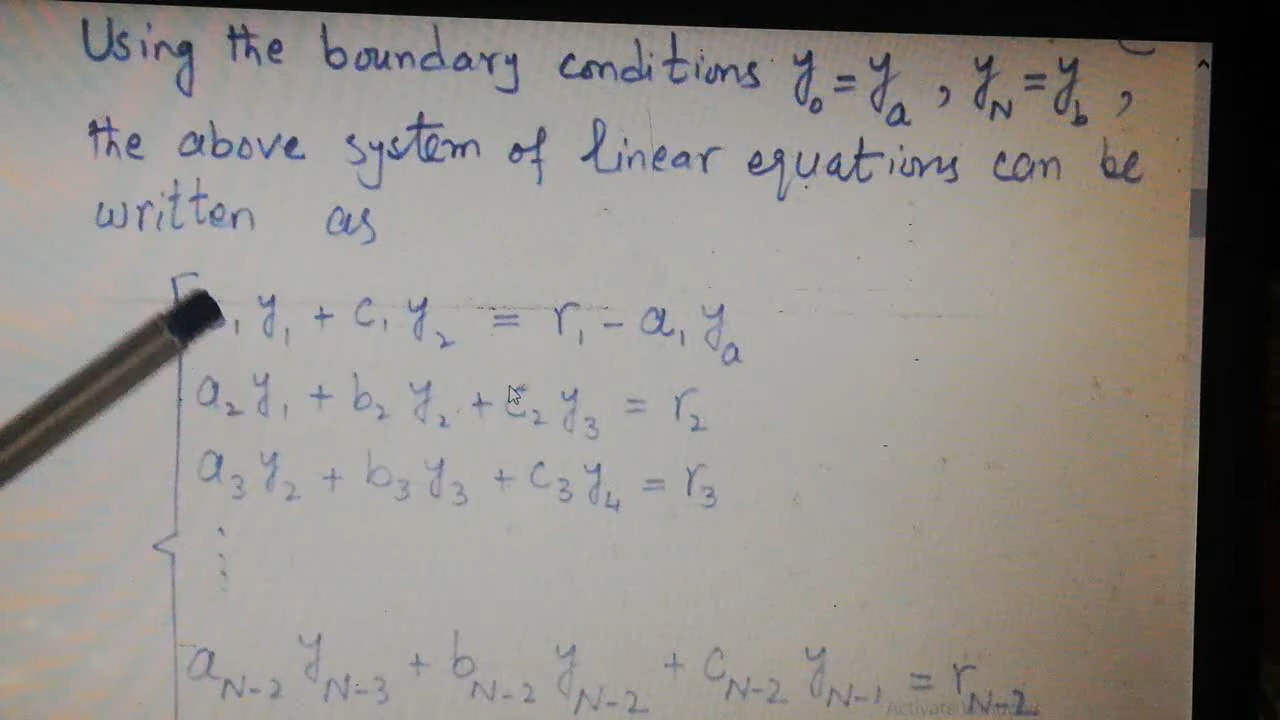 Using the boundary conditions y₀ = yₐ , y_N = y_b ,
the above system of linear equations can be
written as
₁ y₁ + c₁ y₂ = r₁ - a₁ yₐ
a₂ y₁ + b₂ y₂ + c₂ y₃ = r₂
a₃ y₂ + b₃ y₃ + c₃ y₄ = r₃
⋮
a_{N-2} y_{N-3} + b_{N-2} y_{N-2} + c_{N-2} y_{N-1} = r_{N-2}
Activate